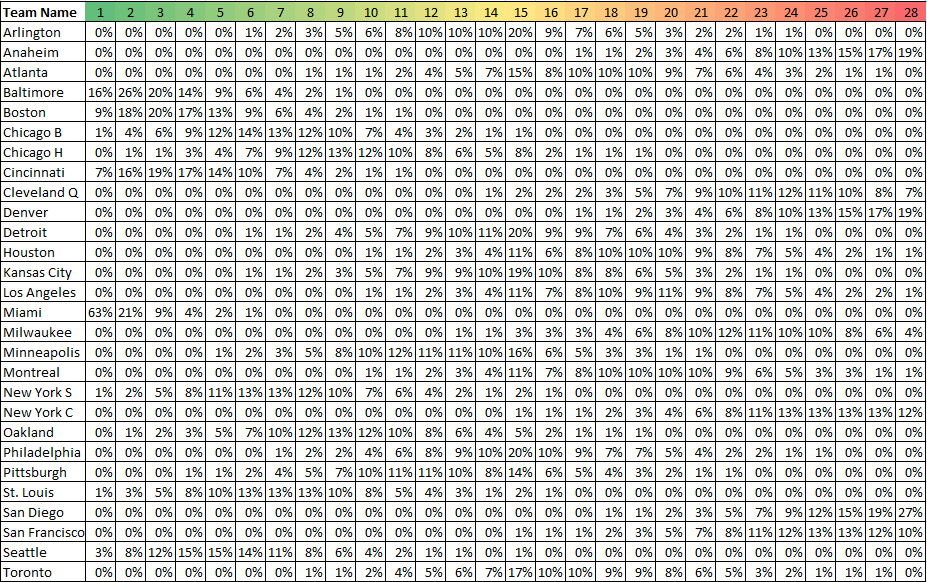 Team Name 1 2 3 4 5 6 7 8 9 10 11 12 13 14 15 16 17 18 19 20 21 22 23 24 25 26 27 28
Arlington 0% 0% 0% 0% 0% 1% 2% 3% 5% 6% 8% 10% 10% 10% 20% 9% 7% 6% 5% 3% 2% 2% 1% 1% 0% 0% 0% 0%
Anaheim 0% 0% 0% 0% 0% 0% 0% 0% 0% 0% 0% 0% 0% 0% 0% 0% 1% 1% 2% 3% 4% 6% 8% 10% 13% 15% 17% 19%
Atlanta 0% 0% 0% 0% 0% 0% 0% 1% 1% 1% 2% 4% 5% 7% 15% 8% 10% 10% 10% 9% 7% 6% 4% 3% 2% 1% 1% 0%
Baltimore 16% 26% 20% 14% 9% 6% 4% 2% 1% 0% 0% 0% 0% 0% 0% 0% 0% 0% 0% 0% 0% 0% 0% 0% 0% 0% 0% 0%
Boston 9% 18% 20% 17% 13% 9% 6% 4% 2% 1% 1% 0% 0% 0% 0% 0% 0% 0% 0% 0% 0% 0% 0% 0% 0% 0% 0% 0%
Chicago B 1% 4% 6% 9% 12% 14% 13% 12% 10% 7% 4% 3% 2% 1% 1% 0% 0% 0% 0% 0% 0% 0% 0% 0% 0% 0% 0% 0%
Chicago H 0% 1% 1% 3% 4% 7% 9% 12% 13% 12% 10% 8% 6% 5% 8% 2% 1% 1% 1% 0% 0% 0% 0% 0% 0% 0% 0% 0%
Cincinnati 7% 16% 19% 17% 14% 10% 7% 4% 2% 1% 1% 0% 0% 0% 0% 0% 0% 0% 0% 0% 0% 0% 0% 0% 0% 0% 0% 0%
Cleveland Q 0% 0% 0% 0% 0% 0% 0% 0% 0% 0% 0% 0% 0% 1% 2% 2% 2% 3% 5% 7% 9% 10% 11% 12% 11% 10% 8% 7%
Denver 0% 0% 0% 0% 0% 0% 0% 0% 0% 0% 0% 0% 0% 0% 0% 0% 1% 1% 2% 3% 4% 6% 8% 10% 13% 15% 17% 19%
Detroit 0% 0% 0% 0% 0% 1% 1% 2% 4% 5% 7% 9% 10% 11% 20% 9% 9% 7% 6% 4% 3% 2% 1% 1% 0% 0% 0% 0%
Houston 0% 0% 0% 0% 0% 0% 0% 0% 0% 1% 1% 2% 3% 4% 11% 6% 8% 10% 10% 10% 9% 8% 7% 5% 4% 2% 1% 1%
Kansas City 0% 0% 0% 0% 0% 1% 1% 2% 3% 5% 7% 9% 9% 10% 19% 10% 8% 8% 6% 5% 3% 2% 1% 1% 0% 0% 0% 0%
Los Angeles 0% 0% 0% 0% 0% 0% 0% 0% 0% 1% 1% 2% 3% 4% 11% 7% 8% 10% 9% 11% 9% 8% 7% 5% 4% 2% 2% 1%
Miami 63% 21% 9% 4% 2% 1% 0% 0% 0% 0% 0% 0% 0% 0% 0% 0% 0% 0% 0% 0% 0% 0% 0% 0% 0% 0% 0% 0%
Milwaukee 0% 0% 0% 0% 0% 0% 0% 0% 0% 0% 0% 0% 1% 1% 3% 3% 3% 4% 6% 8% 10% 12% 11% 10% 10% 8% 6% 4%
Minneapolis 0% 0% 0% 0% 1% 2% 3% 5% 8% 10% 12% 11% 11% 10% 16% 6% 5% 3% 3% 1% 1% 0% 0% 0% 0% 0% 0% 0%
Montreal 0% 0% 0% 0% 0% 0% 0% 0% 0% 1% 1% 2% 3% 4% 11% 7% 8% 10% 10% 10% 10% 9% 6% 5% 3% 3% 1% 1%
New York S 1% 2% 5% 8% 11% 13% 13% 12% 10% 7% 6% 4% 2% 1% 2% 1% 0% 0% 0% 0% 0% 0% 0% 0% 0% 0% 0% 0%
New York C 0% 0% 0% 0% 0% 0% 0% 0% 0% 0% 0% 0% 0% 0% 1% 1% 1% 2% 3% 4% 6% 8% 11% 13% 13% 13% 13% 12%
Oakland 0% 1% 2% 3% 5% 7% 10% 12% 13% 12% 10% 8% 6% 4% 5% 2% 1% 1% 1% 0% 0% 0% 0% 0% 0% 0% 0% 0%
Philadelphia 0% 0% 0% 0% 0% 0% 1% 2% 2% 4% 6% 8% 9% 10% 20% 10% 9% 7% 7% 5% 4% 2% 2% 1% 1% 0% 0% 0%
Pittsburgh 0% 0% 0% 1% 1% 2% 4% 5% 7% 10% 11% 11% 10% 8% 14% 6% 5% 4% 3% 2% 1% 1% 0% 0% 0% 0% 0% 0%
St. Louis 1% 3% 5% 8% 10% 13% 13% 13% 10% 8% 5% 4% 3% 1% 2% 1% 0% 0% 0% 0% 0% 0% 0% 0% 0% 0% 0% 0%
San Diego 0% 0% 0% 0% 0% 0% 0% 0% 0% 0% 0% 0% 0% 0% 0% 0% 0% 1% 1% 2% 3% 5% 7% 9% 12% 15% 19% 27%
San Francisco 0% 0% 0% 0% 0% 0% 0% 0% 0% 0% 0% 0% 0% 0% 1% 1% 1% 2% 3% 5% 7% 8% 11% 12% 13% 13% 12% 10%
Seattle 3% 8% 12% 15% 15% 14% 11% 8% 6% 4% 2% 1% 1% 0% 1% 0% 0% 0% 0% 0% 0% 0% 0% 0% 0% 0% 0% 0%
Toronto 0% 0% 0% 0% 0% 0% 0% 1% 1% 2% 4% 5% 6% 7% 17% 10% 10% 9% 9% 8% 6% 5% 3% 2% 1% 1% 0% 0%